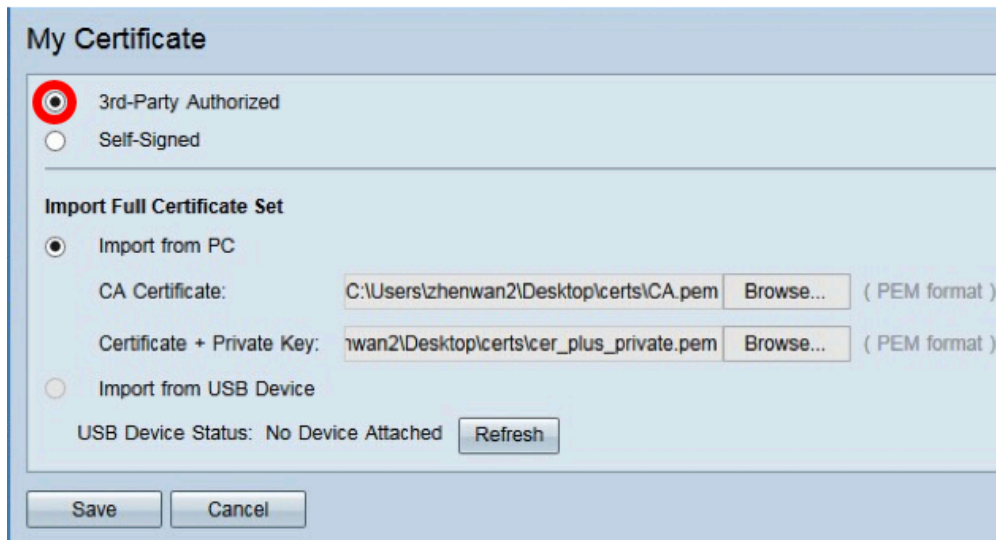 My Certificate
3rd-Party Authorized
Self-Signed
Import Full Certificate Set
Import from PC
CA Certificate: C:\Users\zhenwan2\Desktop\certs\CA.pem Browse... ( PEM format )
Certificate + Private Key: nwan2\Desktop\certs\cer_plus_private.pem Browse... ( PEM format )
Import from USB Device
USB Device Status: No Device Attached Refresh
Save Cancel